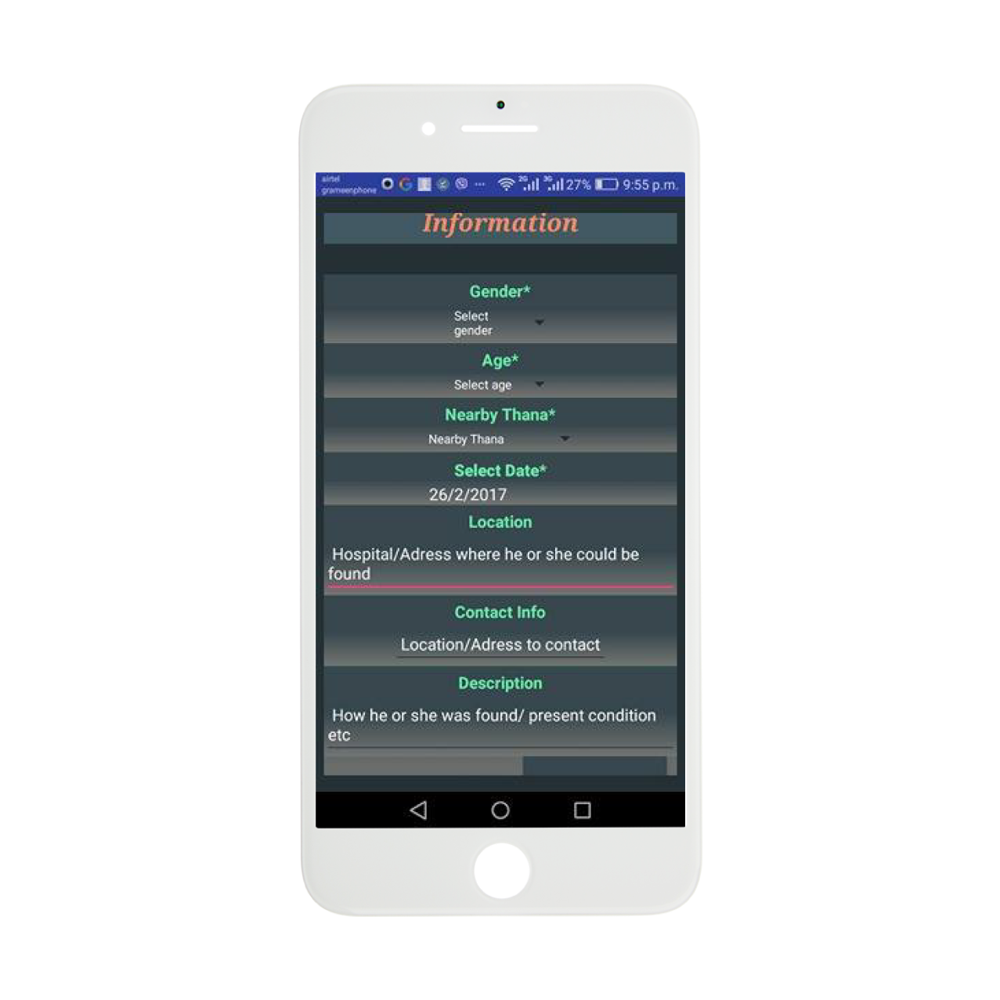 airtel
grameenphone
2G 3G 27% 9:55 p.m.
Information
Gender*
Select
gender
Age*
Select age
Nearby Thana*
Nearby Thana
Select Date*
26/2/2017
Location
Hospital/Adress where he or she could be
found
Contact Info
Location/Adress to contact
Description
How he or she was found/ present condition
etc